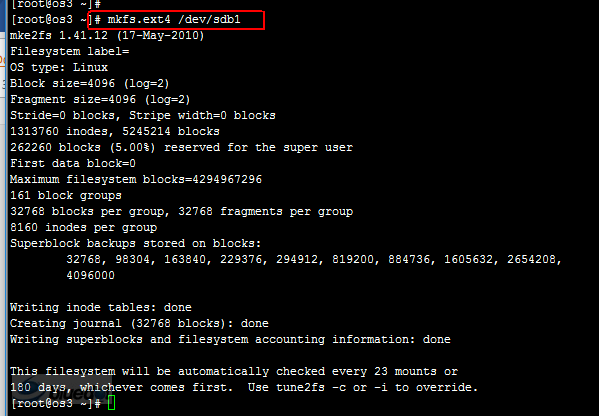 [root@os3 ~]#
[root@os3 ~]# mkfs.ext4 /dev/sdb1
mke2fs 1.41.12 (17-May-2010)
Filesystem label=
OS type: Linux
Block size=4096 (log=2)
Fragment size=4096 (log=2)
Stride=0 blocks, Stripe width=0 blocks
1313760 inodes, 5245214 blocks
262260 blocks (5.00%) reserved for the super user
First data block=0
Maximum filesystem blocks=4294967296
161 block groups
32768 blocks per group, 32768 fragments per group
8160 inodes per group
Superblock backups stored on blocks:
32768, 98304, 163840, 229376, 294912, 819200, 884736, 1605632, 2654208,
4096000
Writing inode tables: done
Creating journal (32768 blocks): done
Writing superblocks and filesystem accounting information: done
This filesystem will be automatically checked every 23 mounts or
180 days, whichever comes first.  Use tune2fs -c or -i to override.
[root@os3 ~]#